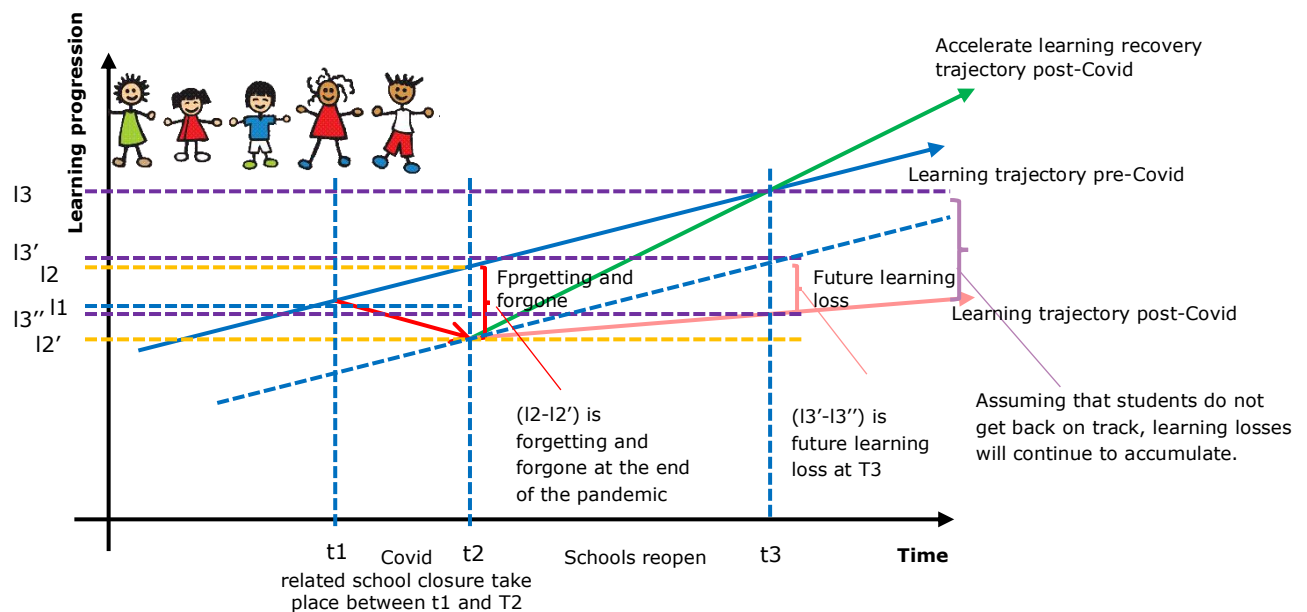 Accelerate learning recovery
trajectory post-Covid
Learning progression
Learning trajectory pre-Covid
l3
l3’
l2
l1
l3’’
l2’
Fprgetting and
forgone
Future learning
loss
Learning trajectory post-Covid
(l2-l2’) is
forgetting and
forgone at the end
of the pandemic
(l3’-l3’’) is
future learning
loss at T3
Assuming that students do not
get back on track, learning losses
will continue to accumulate.
t1
Covid
t2
Schools reopen
t3
Time
related school closure take
place between t1 and T2